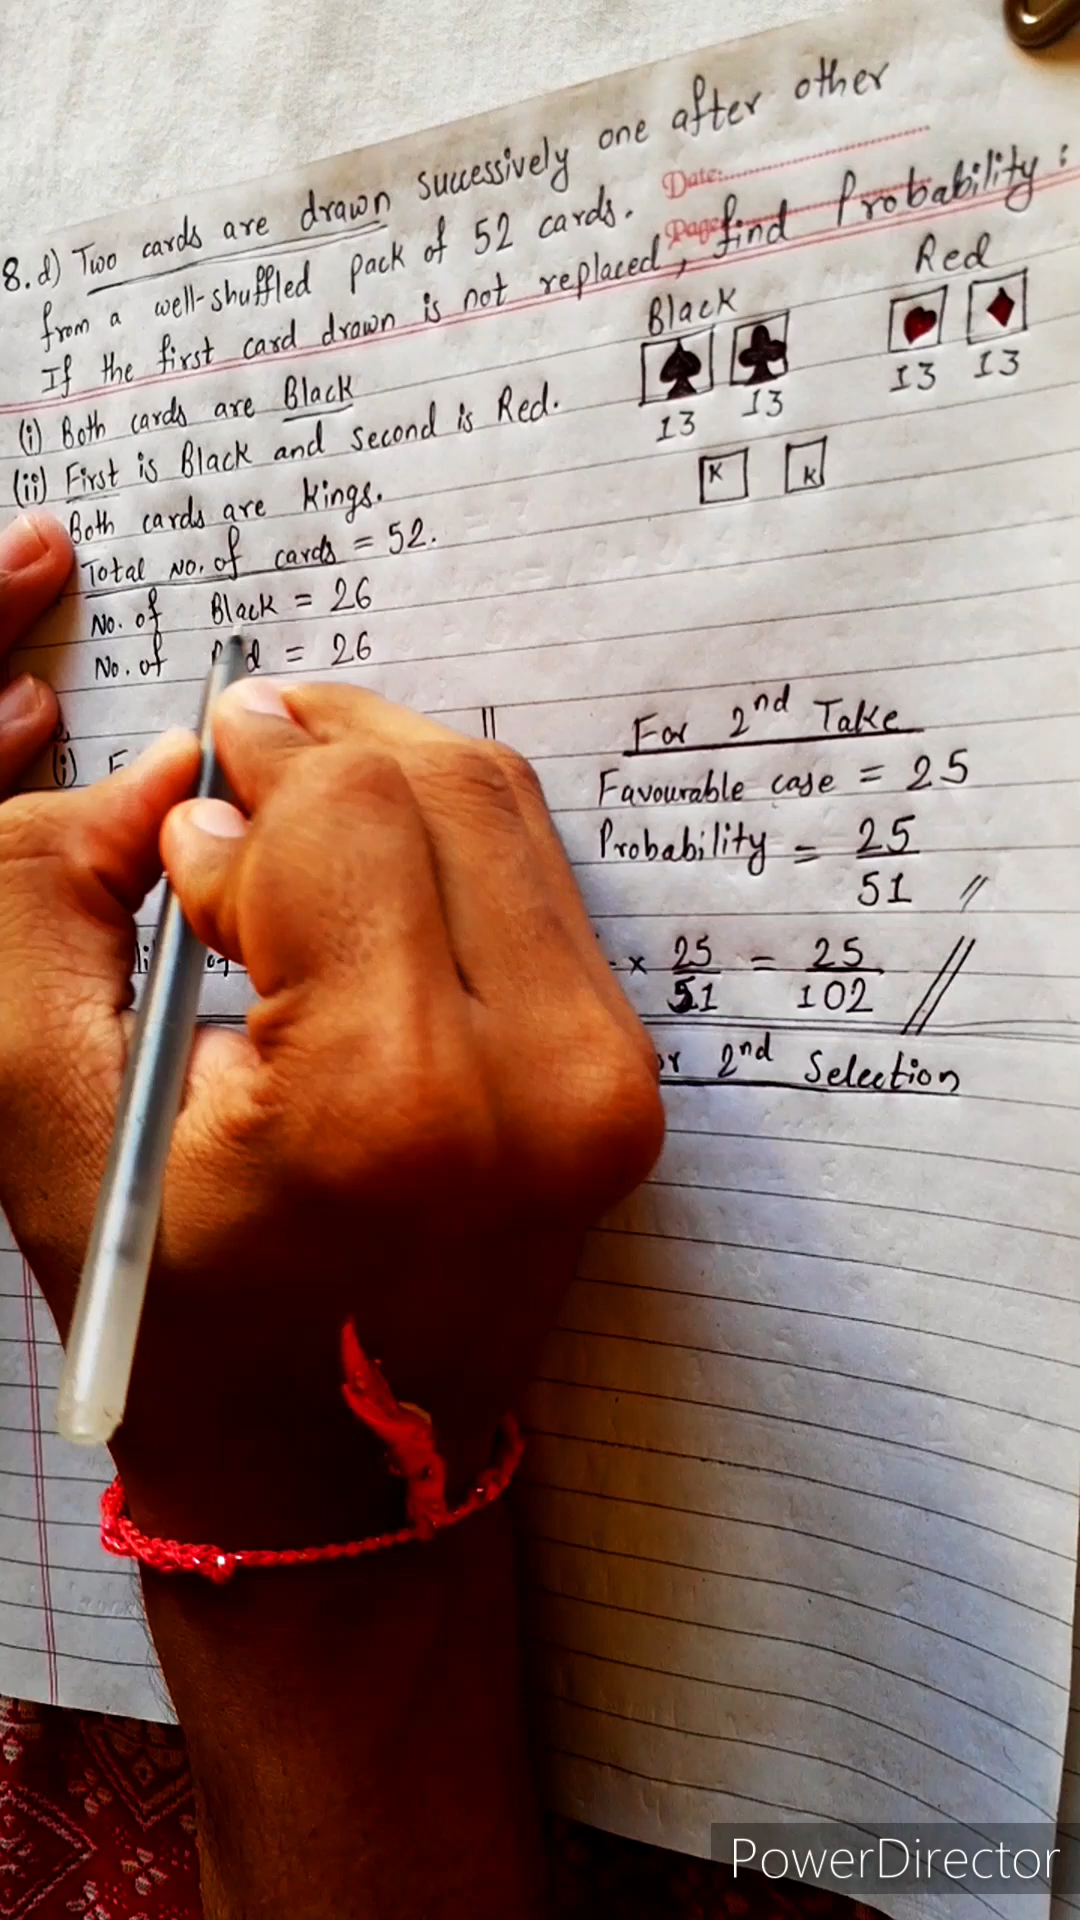 8. d) Two cards are drawn successively one after other
Date:
Page
from a well-shuffled pack of 52 cards.
If the first card drawn is not replaced, find Probability:
Black
Red
13 13
13 13
(i) Both cards are Black
(ii) First is Black and second is Red.
K K
Both cards are kings.
Total No. of cards = 52.
No. of Black = 26
No. of = 26
For 2nd Take
(i)
Favourable case = 25
Probability = 25/51
of
× 25/51 = 25/102
2nd Selection
PowerDirector